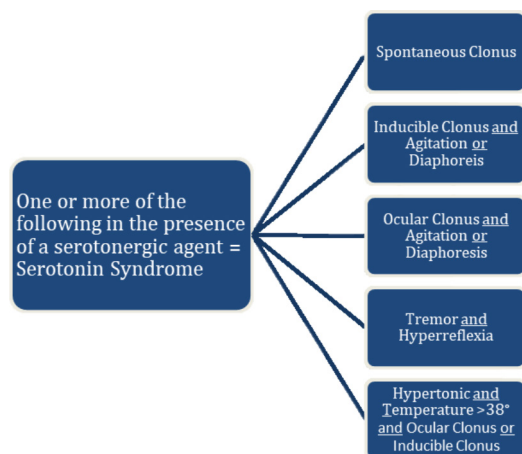 One or more of the
following in the presence
of a serotonergic agent =
Serotonin Syndrome
Spontaneous Clonus
Inducible Clonus and
Agitation or
Diaphoreis
Ocular Clonus and
Agitation or
Diaphoresis
Tremor and
Hyperreflexia
Hypertonic and
Temperature >38°
and Ocular Clonus or
Inducible Clonus